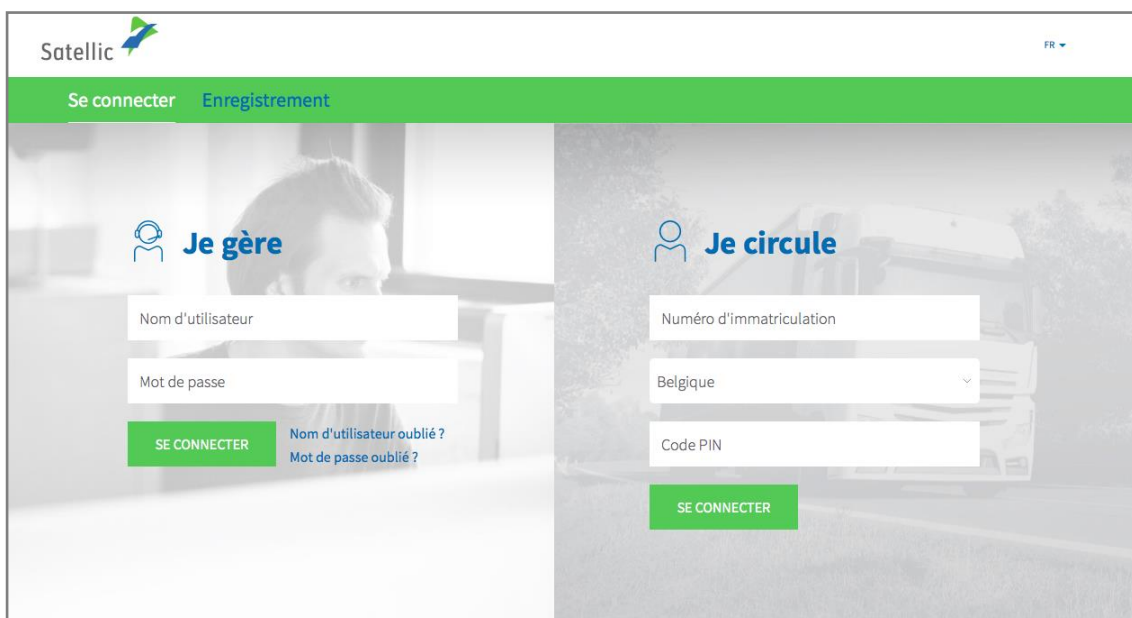 Satellic
FR
Se connecter Enregistrement
Je gère
Nom d'utilisateur
Mot de passe
SE CONNECTER
Nom d'utilisateur oublié ?
Mot de passe oublié ?
Je circule
Numéro d'immatriculation
Belgique
Code PIN
SE CONNECTER